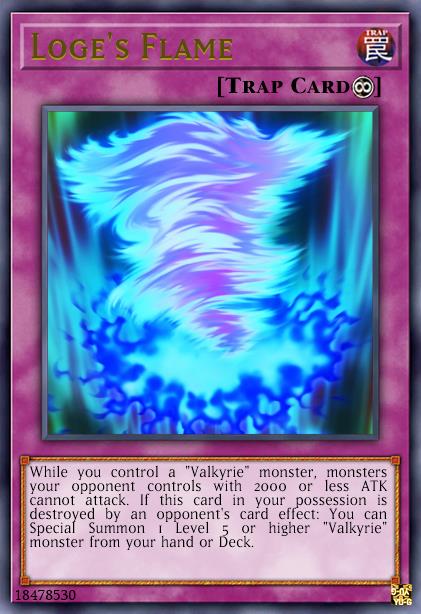 Loge's Flame
TRAP
罠
[Trap Card]
While you control a "Valkyrie" monster, monsters
your opponent controls with 2000 or less ATK
cannot attack. If this card in your possession is
destroyed by an opponent's card effect: You can
Special Summon 1 Level 5 or higher "Valkyrie"
monster from your hand or Deck.
18478530